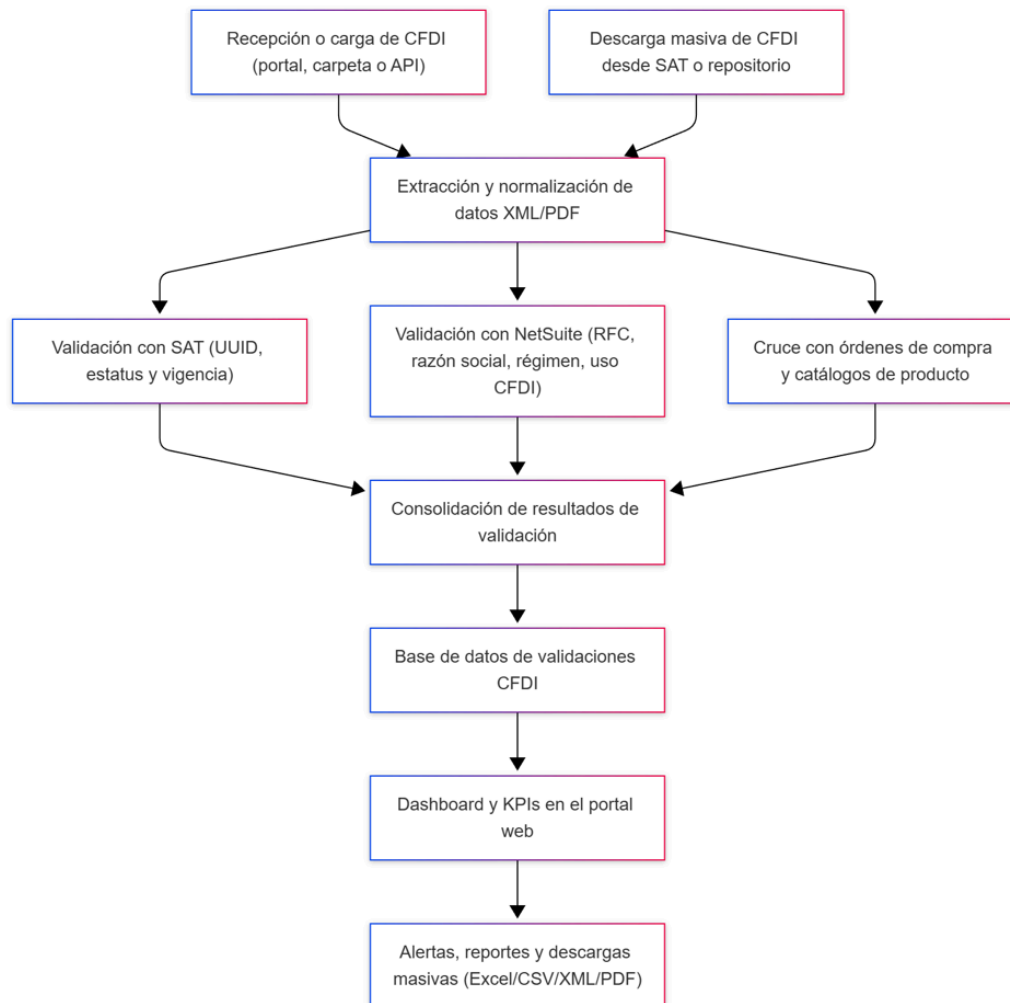 Recepción o carga de CFDI
(portal, carpeta o API)
Descarga masiva de CFDI
desde SAT o repositorio
Extracción y normalización de
datos XML/PDF
Validación con SAT (UUID,
estatus y vigencia)
Validación con NetSuite (RFC,
razón social, régimen, uso
CFDI)
Cruce con órdenes de compra
y catálogos de producto
Consolidación de resultados de
validación
Base de datos de validaciones
CFDI
Dashboard y KPIs en el portal
web
Alertas, reportes y descargas
masivas (Excel/CSV/XML/PDF)